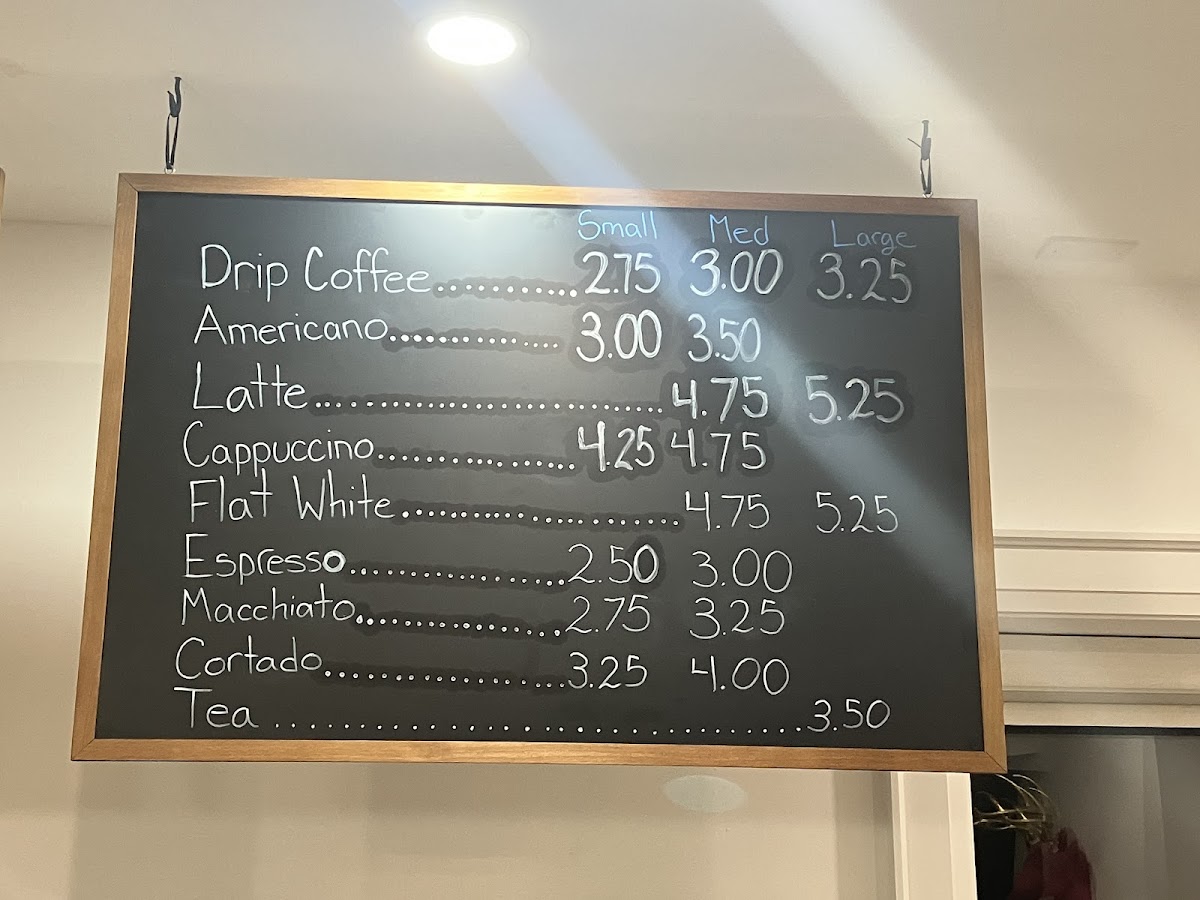 Small Med Large
Drip Coffee.......... 2.75 3.00 3.25
Americano............. 3.00 3.50
Latte.............................. 4.75 5.25
Cappuccino................ 4.25 4.75
Flat White......................... 4.75 5.25
Espresso.................. 2.50 3.00
Macchiato................. 2.75 3.25
Cortado................... 3.25 4.00
Tea .......................... 3.50